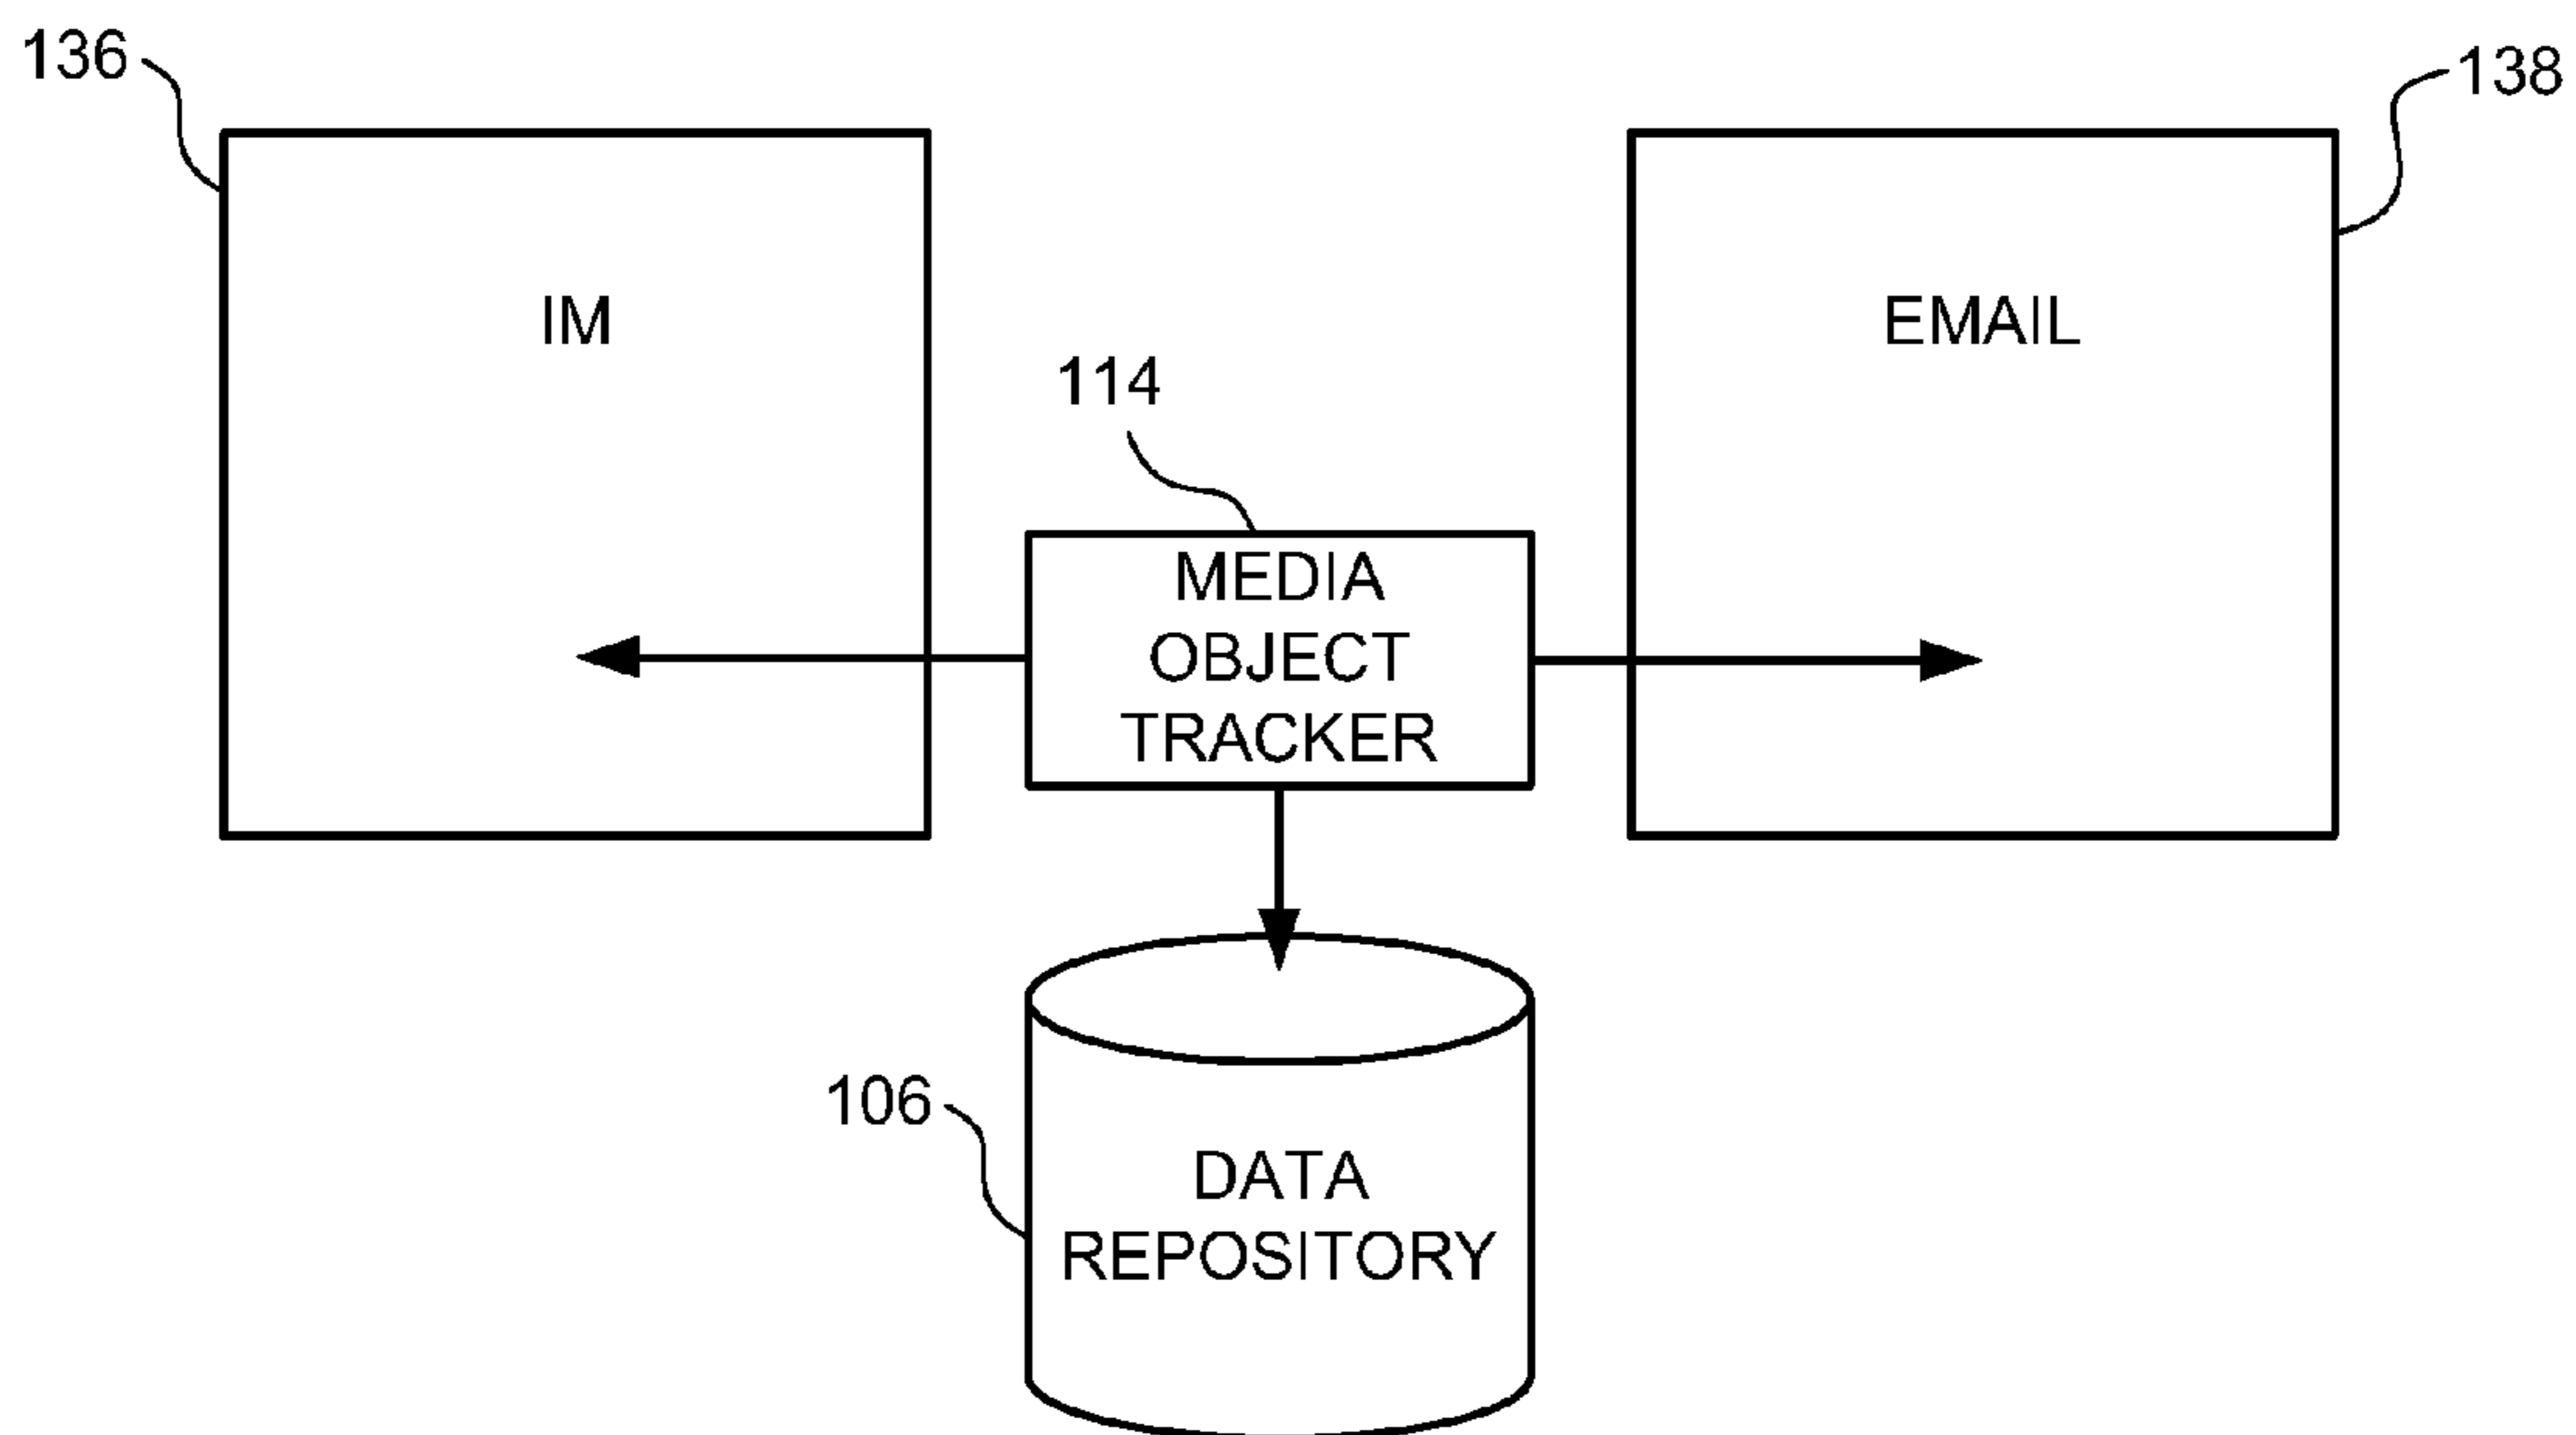 136
138
IM
EMAIL
114
MEDIA
OBJECT
TRACKER
106
DATA
REPOSITORY